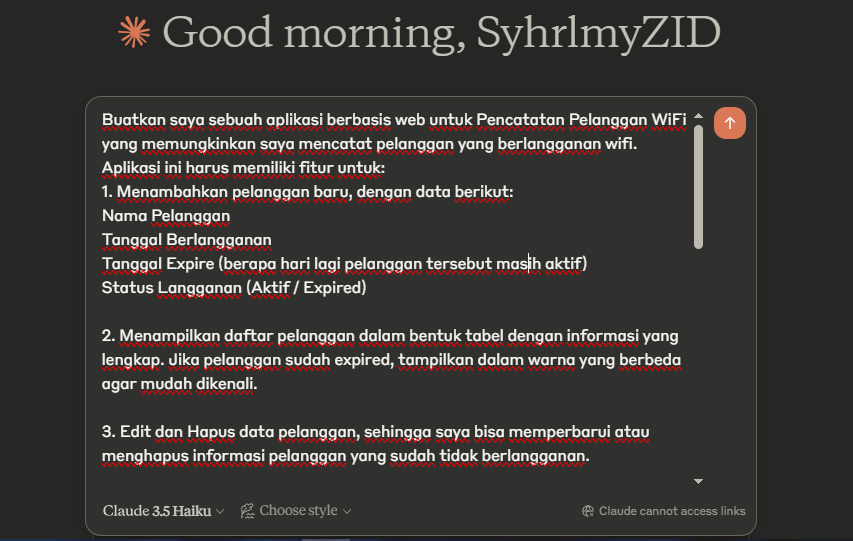 Good morning, SyhrlmyZID
Buatkan saya sebuah aplikasi berbasis web untuk Pencatatan Pelanggan WiFi
yang memungkinkan saya mencatat pelanggan yang berlangganan wifi.
Aplikasi ini harus memiliki fitur untuk:
1. Menambahkan pelanggan baru, dengan data berikut:
Nama Pelanggan
Tanggal Berlangganan
Tanggal Expire (berapa hari lagi pelanggan tersebut masih aktif)
Status Langganan (Aktif / Expired)
2. Menampilkan daftar pelanggan dalam bentuk tabel dengan informasi yang
lengkap. Jika pelanggan sudah expired, tampilkan dalam warna yang berbeda
agar mudah dikenali.
3. Edit dan Hapus data pelanggan, sehingga saya bisa memperbarui atau
menghapus informasi pelanggan yang sudah tidak berlangganan.
Claude 3.5 Haiku Choose style Claude cannot access links